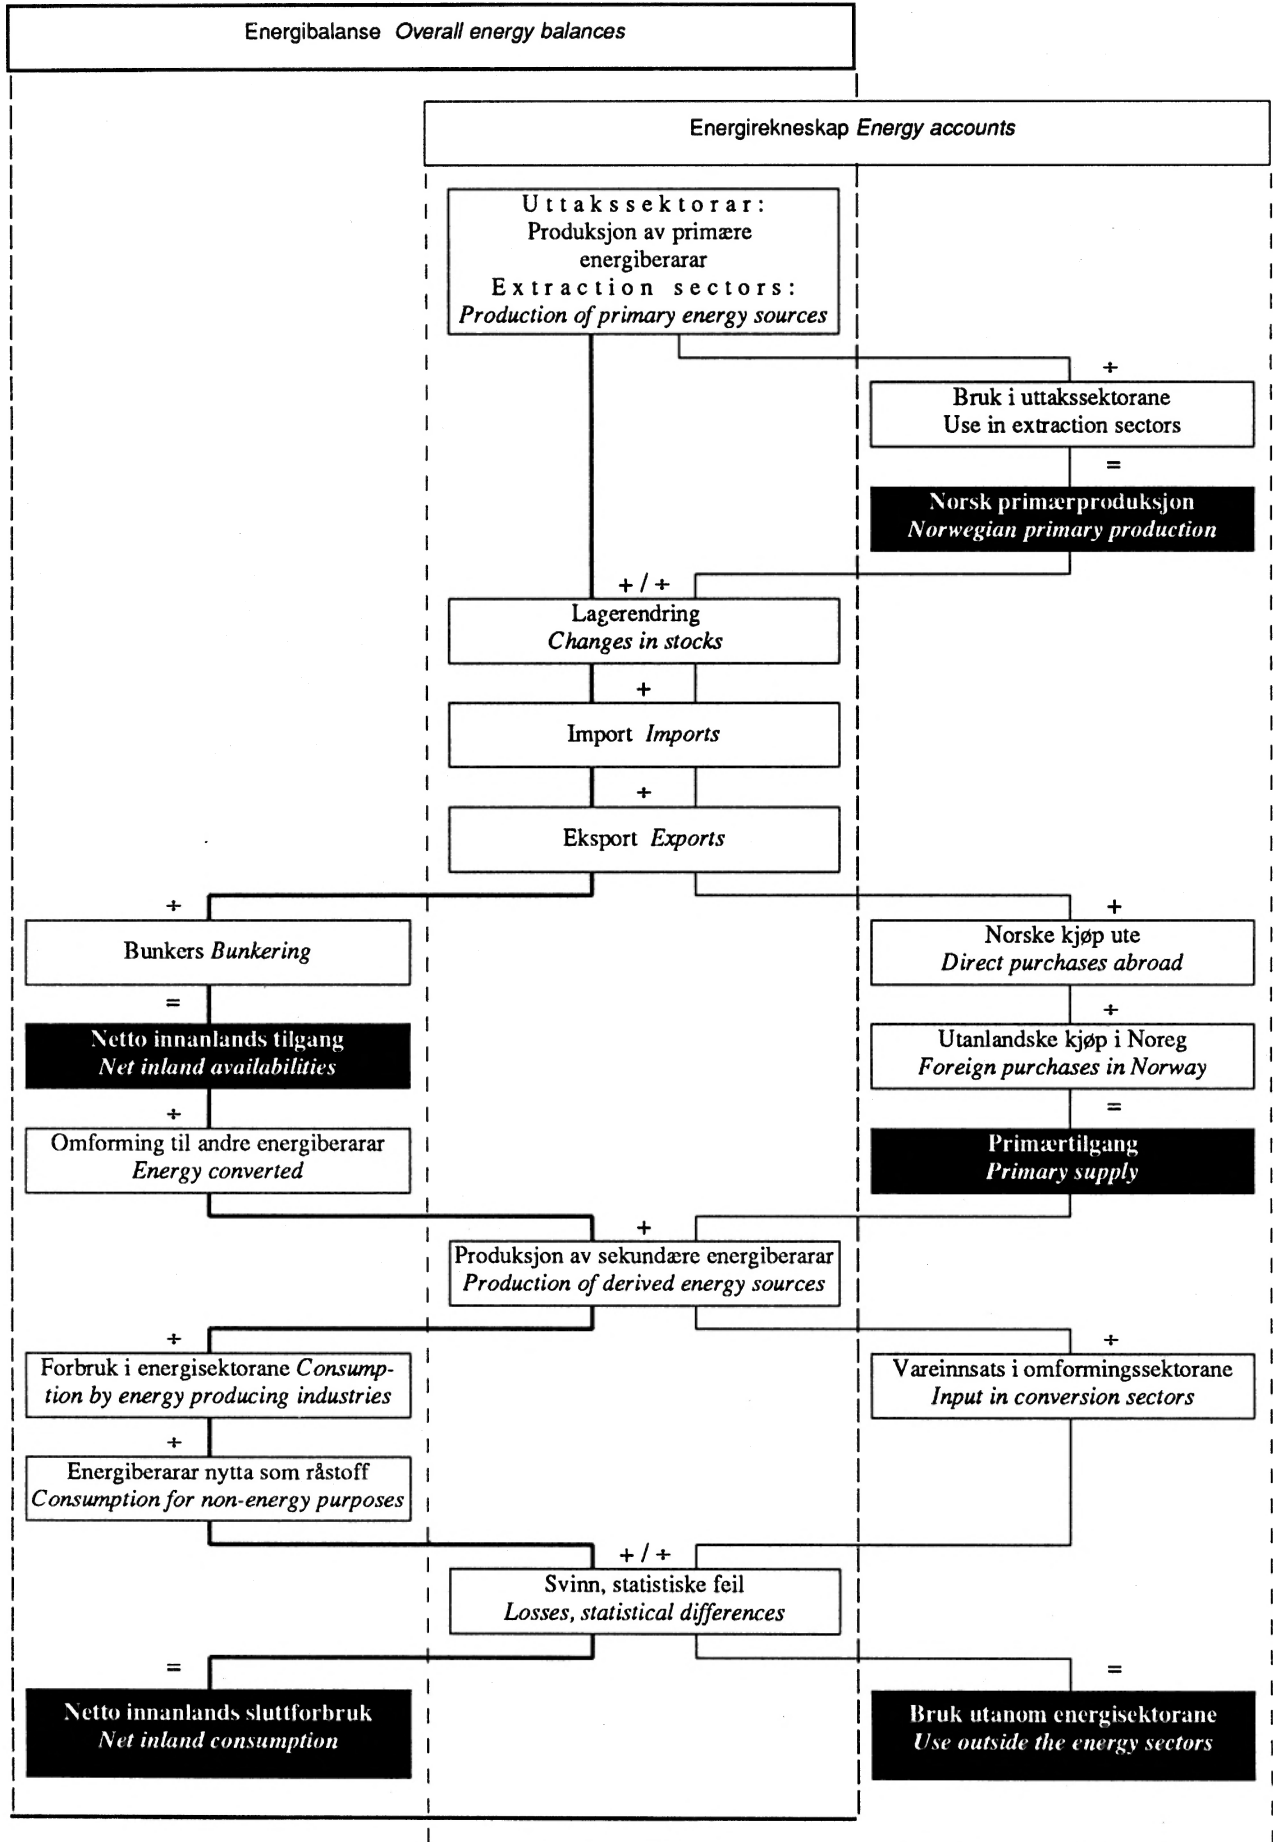 Energibalanse Overall energy balances
Energirekneskap Energy accounts
Uttakssektorar:
Produksjon av primære
energiberarar
Extraction sectors:
Production of primary energy sources
÷
Bruk i uttakssektorane
Use in extraction sectors
=
Norsk primærproduksjon
Norwegian primary production
+ / ÷
Lagerendring
Changes in stocks
+
Import Imports
÷
Eksport Exports
÷
Bunkers Bunkering
=
Netto innanlands tilgang
Net inland availabilities
÷
Omforming til andre energiberarar
Energy converted
+
Norske kjøp ute
Direct purchases abroad
÷
Utanlandske kjøp i Noreg
Foreign purchases in Norway
=
Primærtilgang
Primary supply
+
Produksjon av sekundære energiberarar
Production of derived energy sources
÷
Forbruk i energisektorane Consump-
tion by energy producing industries
÷
Energiberarar nytta som råstoff
Consumption for non-energy purposes
÷
Vareinnsats i omformingssektorane
Input in conversion sectors
+ / ÷
Svinn, statistiske feil
Losses, statistical differences
=
Netto innanlands sluttforbruk
Net inland consumption
=
Bruk utanom energisektorane
Use outside the energy sectors